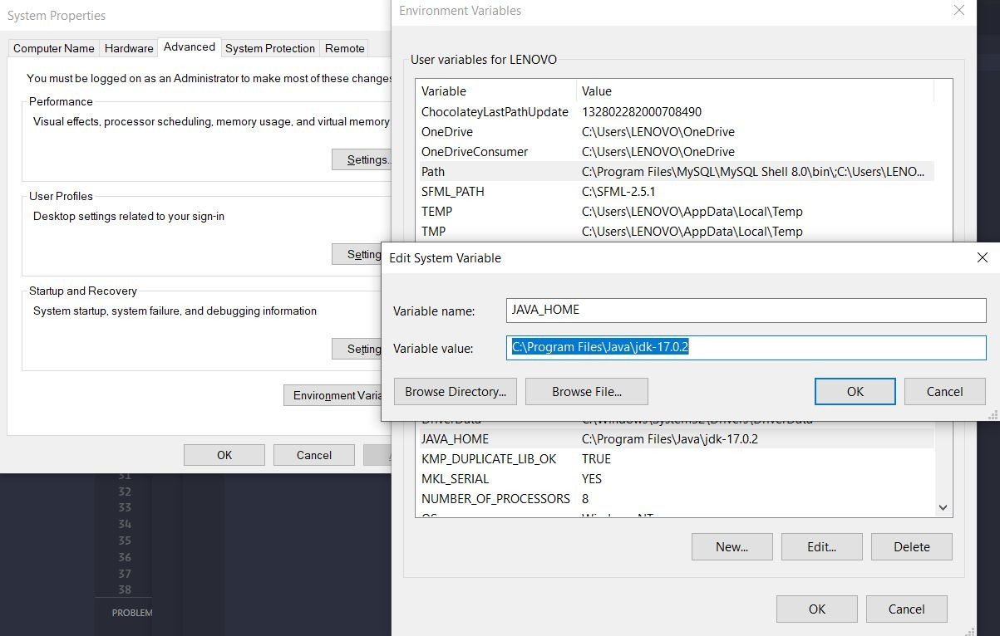 System Properties
Computer Name Hardware Advanced System Protection Remote
You must be logged on as an Administrator to make most of these changes
Performance
Visual effects, processor scheduling, memory usage, and virtual memory
Settings..
User Profiles
Desktop settings related to your sign-in
Setting
Startup and Recovery
System startup, system failure, and debugging information
Setting
Environment Varia
OK Cancel
31
32
33
34
35
36
37
38
PROBLEM
Environment Variables
User variables for LENOVO
Variable Value
ChocolateyLastPathUpdate 132802282000708490
OneDrive C:\Users\LENOVO\OneDrive
OneDriveConsumer C:\Users\LENOVO\OneDrive
Path C:\Program Files\MySQL\MySQL Shell 8.0\bin\;C:\Users\LENO...
SFML_PATH C:\SFML-2.5.1
TEMP C:\Users\LENOVO\AppData\Local\Temp
TMP C:\Users\LENOVO\AppData\Local\Temp
Edit System Variable
Variable name: JAVA_HOME
Variable value: C:\Program Files\Java\jdk-17.0.2
Browse Directory... Browse File... OK Cancel
DriverData C:\Windows\System32\Drivers\DriverData
JAVA_HOME C:\Program Files\Java\jdk-17.0.2
KMP_DUPLICATE_LIB_OK TRUE
MKL_SERIAL YES
NUMBER_OF_PROCESSORS 8
OS Windows_NT
New... Edit... Delete
OK Cancel